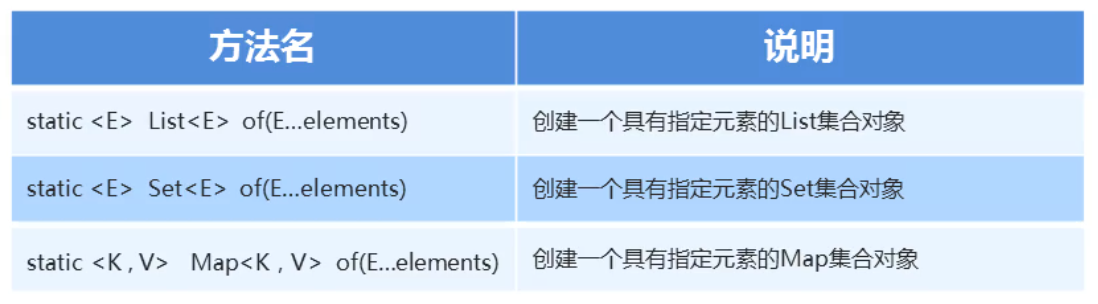 方法名 说明
static <E> List<E> of(E...elements) 创建一个具有指定元素的List集合对象
static <E> Set<E> of(E...elements) 创建一个具有指定元素的Set集合对象
static <K , V> Map<K , V> of(E...elements) 创建一个具有指定元素的Map集合对象